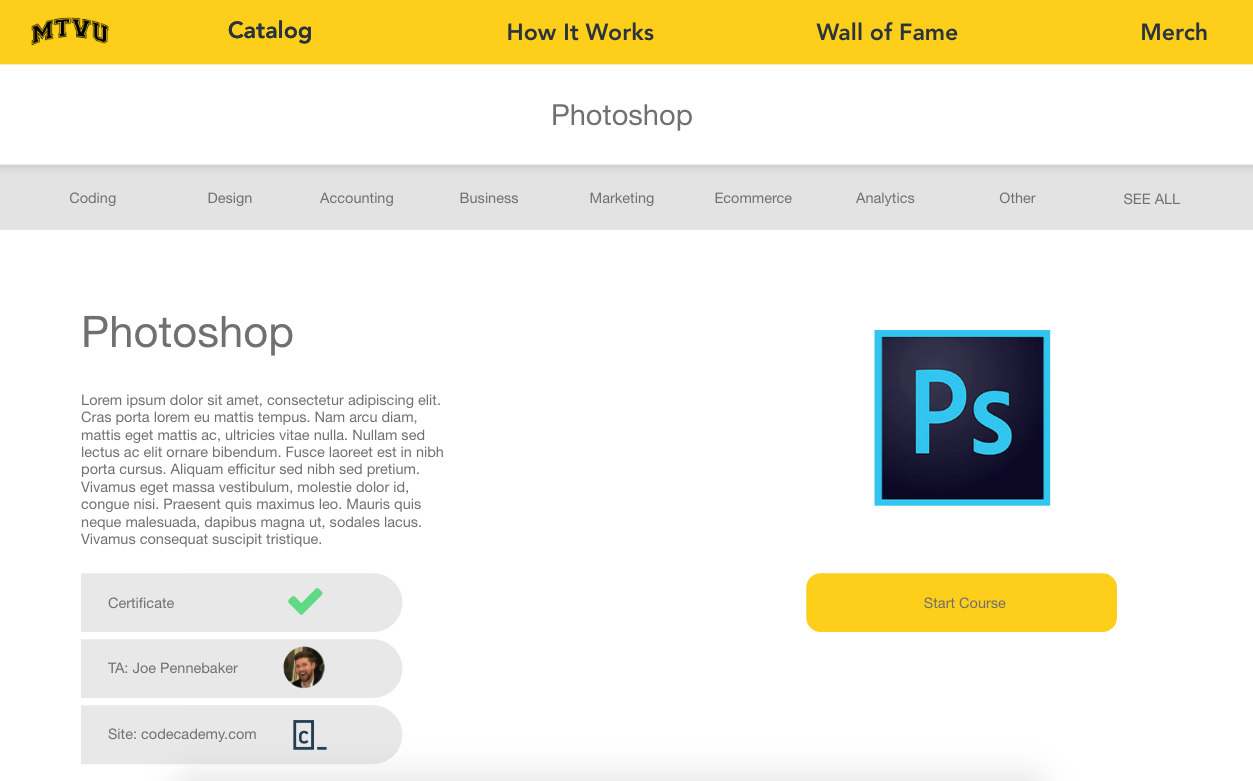 MTVU
Catalog
How It Works
Wall of Fame
Merch
Photoshop
Coding
Design
Accounting
Business
Marketing
Ecommerce
Analytics
Other
SEE ALL
Photoshop
Lorem ipsum dolor sit amet, consectetur adipiscing elit.
Cras porta lorem eu mattis tempus. Nam arcu diam,
mattis eget mattis ac, ultricies vitae nulla. Nullam sed
lectus ac elit ornare bibendum. Fusce laoreet est in nibh
porta cursus. Aliquam efficitur sed nibh sed pretium.
Vivamus eget massa vestibulum, molestie dolor id,
congue nisi. Praesent quis maximus leo. Mauris quis
neque malesuada, dapibus magna ut, sodales lacus.
Vivamus consequat suscipit tristique.
Certificate
TA: Joe Pennebaker
Site: codecademy.com
c_
Ps
Start Course